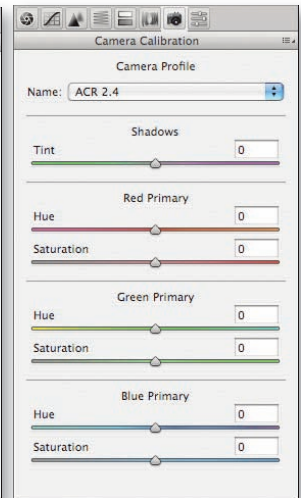 Camera Calibration
Camera Profile
Name: ACR 2.4
Shadows
Tint 0
Red Primary
Hue 0
Saturation 0
Green Primary
Hue 0
Saturation 0
Blue Primary
Hue 0
Saturation 0